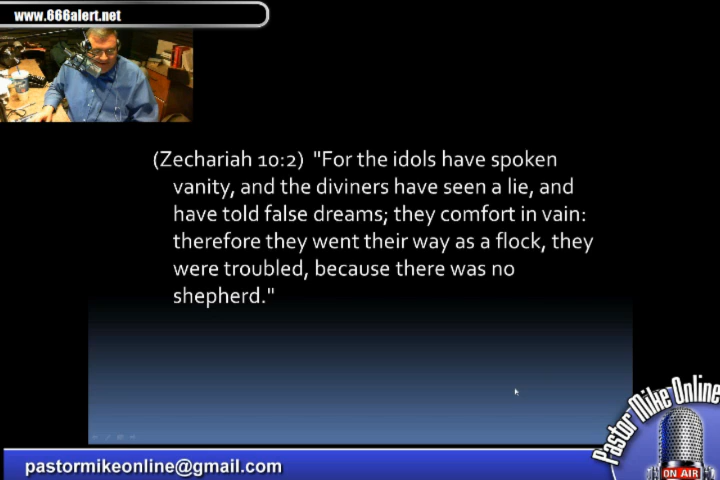 www.666alert.net
(Zechariah 10:2) "For the idols have spoken
vanity, and the diviners have seen a lie, and
have told false dreams; they comfort in vain:
therefore they went their way as a flock, they
were troubled, because there was no
shepherd."
Pastor Mike Online
ON AIR
pastormikeonline@gmail.com